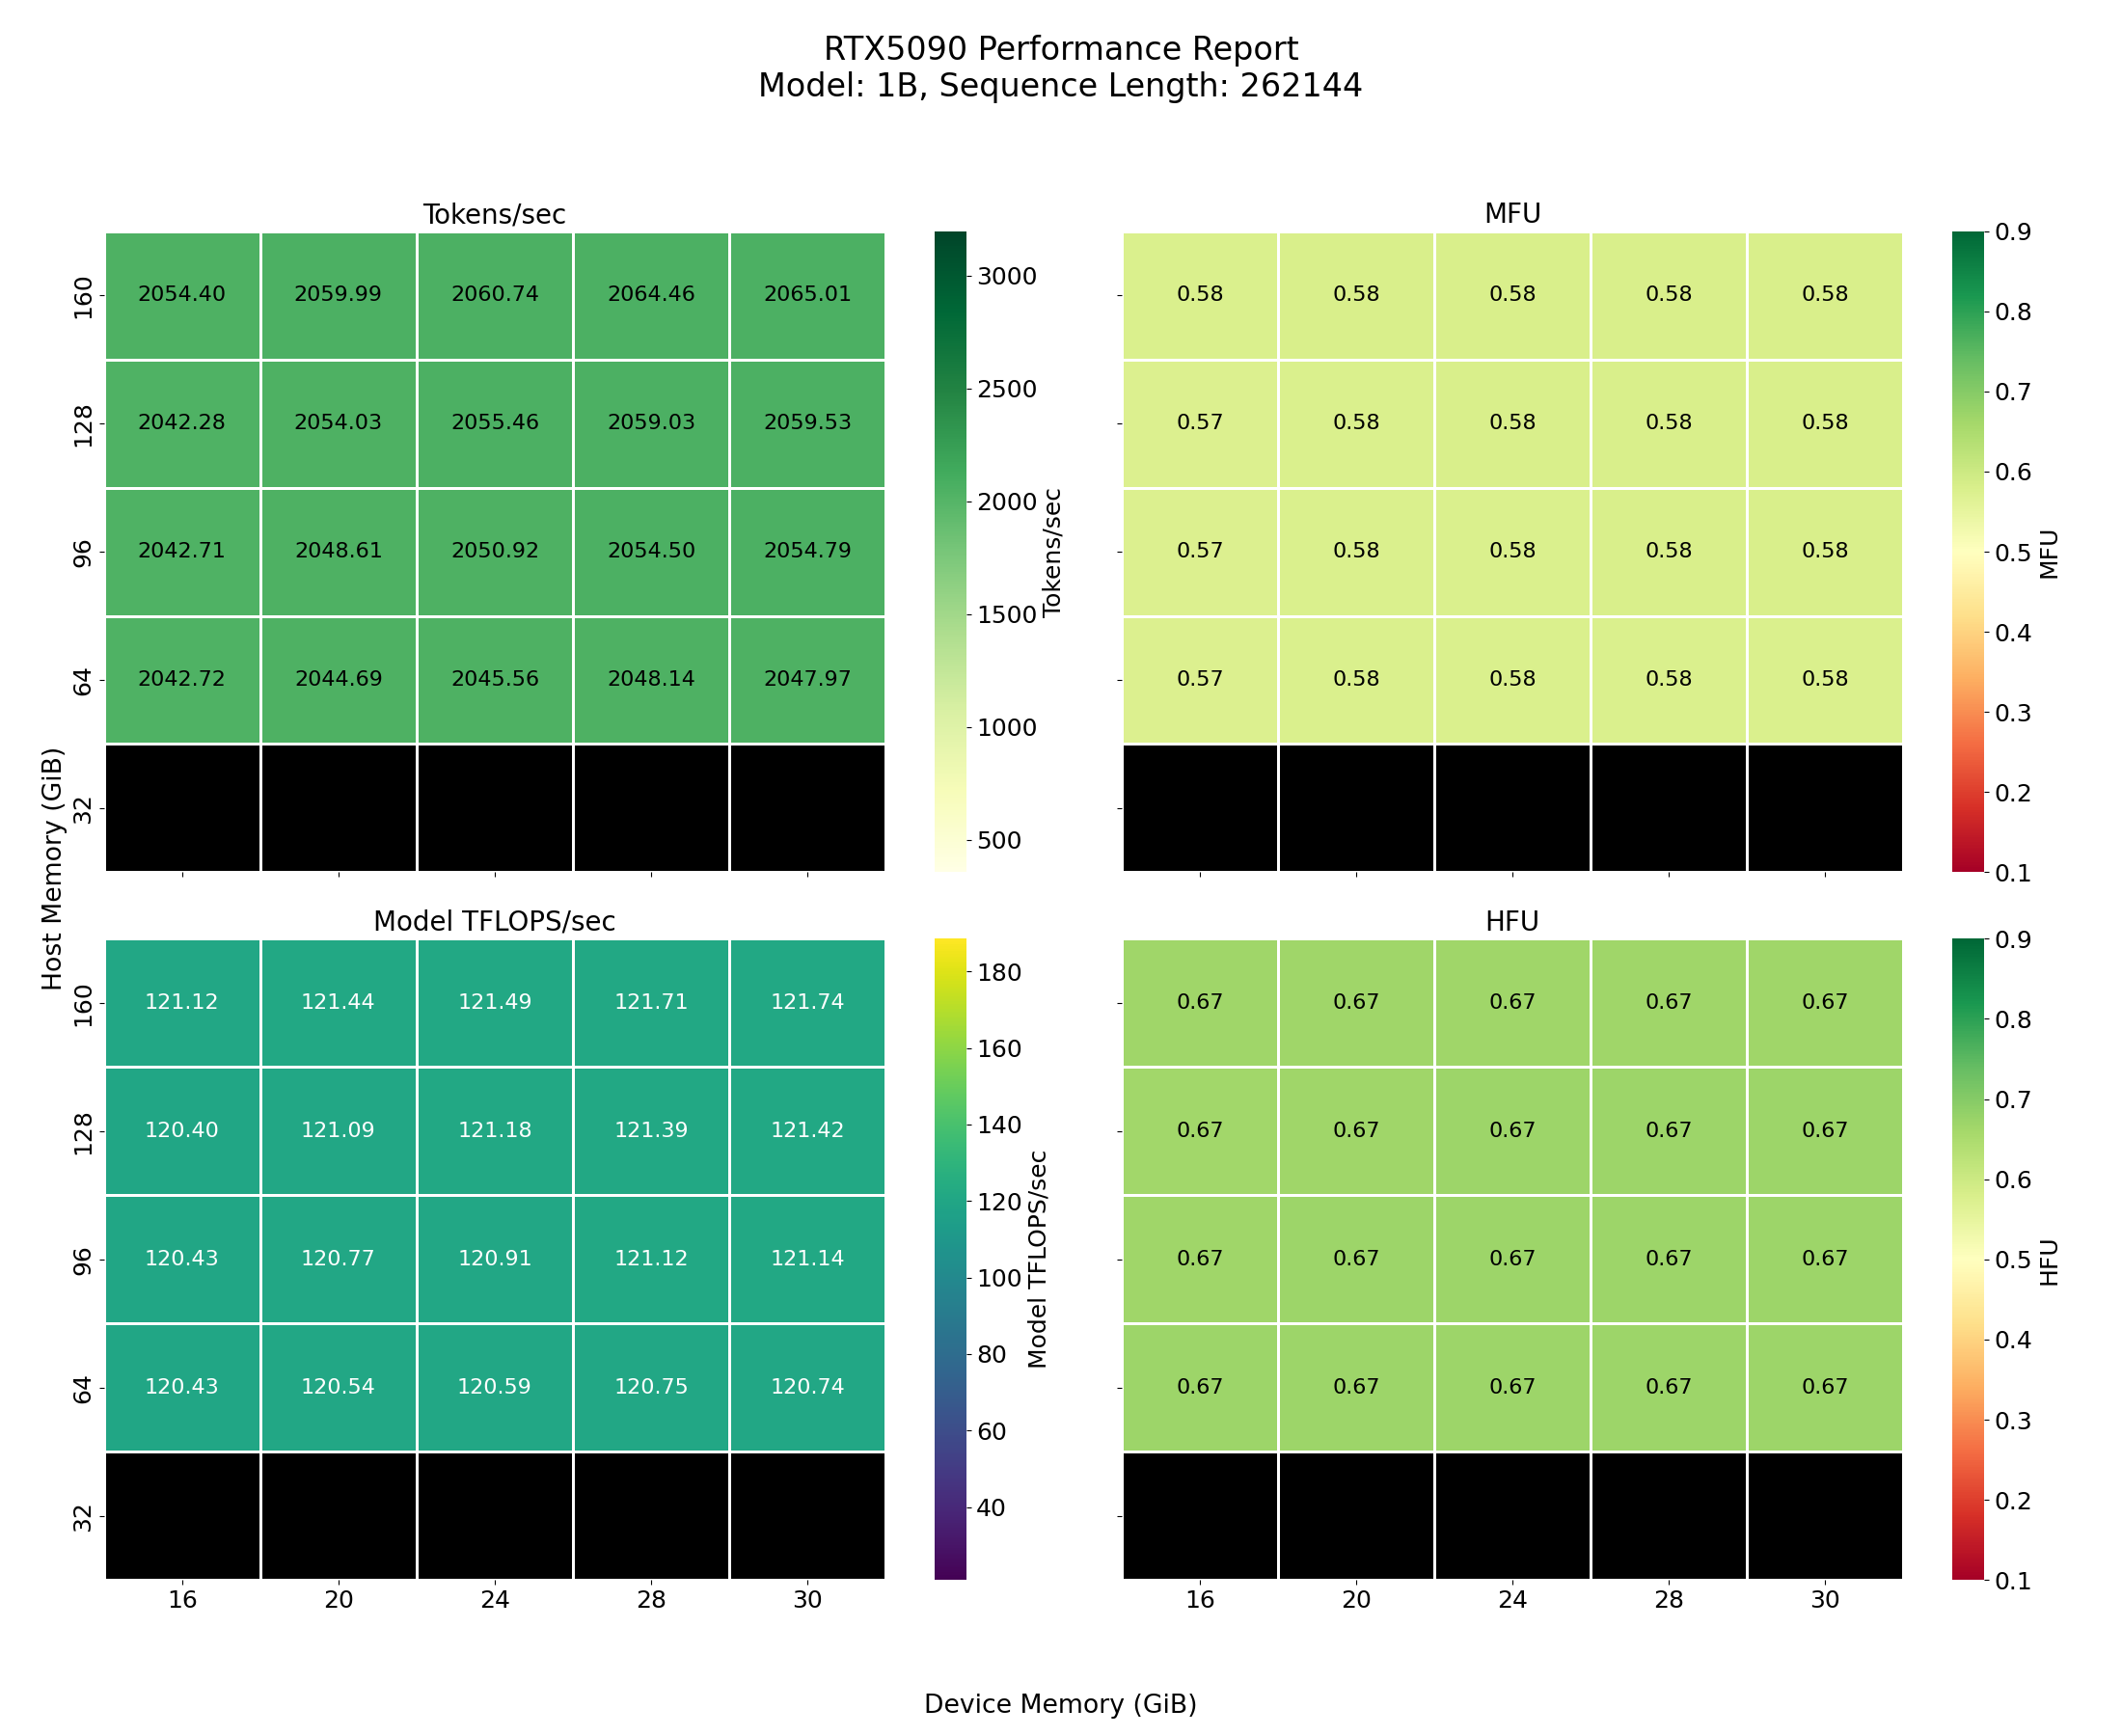 RTX5090 Performance Report
Model: 1B, Sequence Length: 262144
Tokens/sec
160 2054.40 2059.99 2060.74 2064.46 2065.01
128 2042.28 2054.03 2055.46 2059.03 2059.53
96 2042.71 2048.61 2050.92 2054.50 2054.79
64 2042.72 2044.69 2045.56 2048.14 2047.97
32
3000
2500
2000
1500
1000
500
Tokens/sec
MFU
0.58 0.58 0.58 0.58 0.58
0.57 0.58 0.58 0.58 0.58
0.57 0.58 0.58 0.58 0.58
0.57 0.58 0.58 0.58 0.58
0.9
0.8
0.7
0.6
0.5
0.4
0.3
0.2
0.1
MFU
Host Memory (GiB)
Model TFLOPS/sec
160 121.12 121.44 121.49 121.71 121.74
128 120.40 121.09 121.18 121.39 121.42
96 120.43 120.77 120.91 121.12 121.14
64 120.43 120.54 120.59 120.75 120.74
32
16 20 24 28 30
180
160
140
120
100
80
60
40
Model TFLOPS/sec
HFU
0.67 0.67 0.67 0.67 0.67
0.67 0.67 0.67 0.67 0.67
0.67 0.67 0.67 0.67 0.67
0.67 0.67 0.67 0.67 0.67
16 20 24 28 30
0.9
0.8
0.7
0.6
0.5
0.4
0.3
0.2
0.1
HFU
Device Memory (GiB)